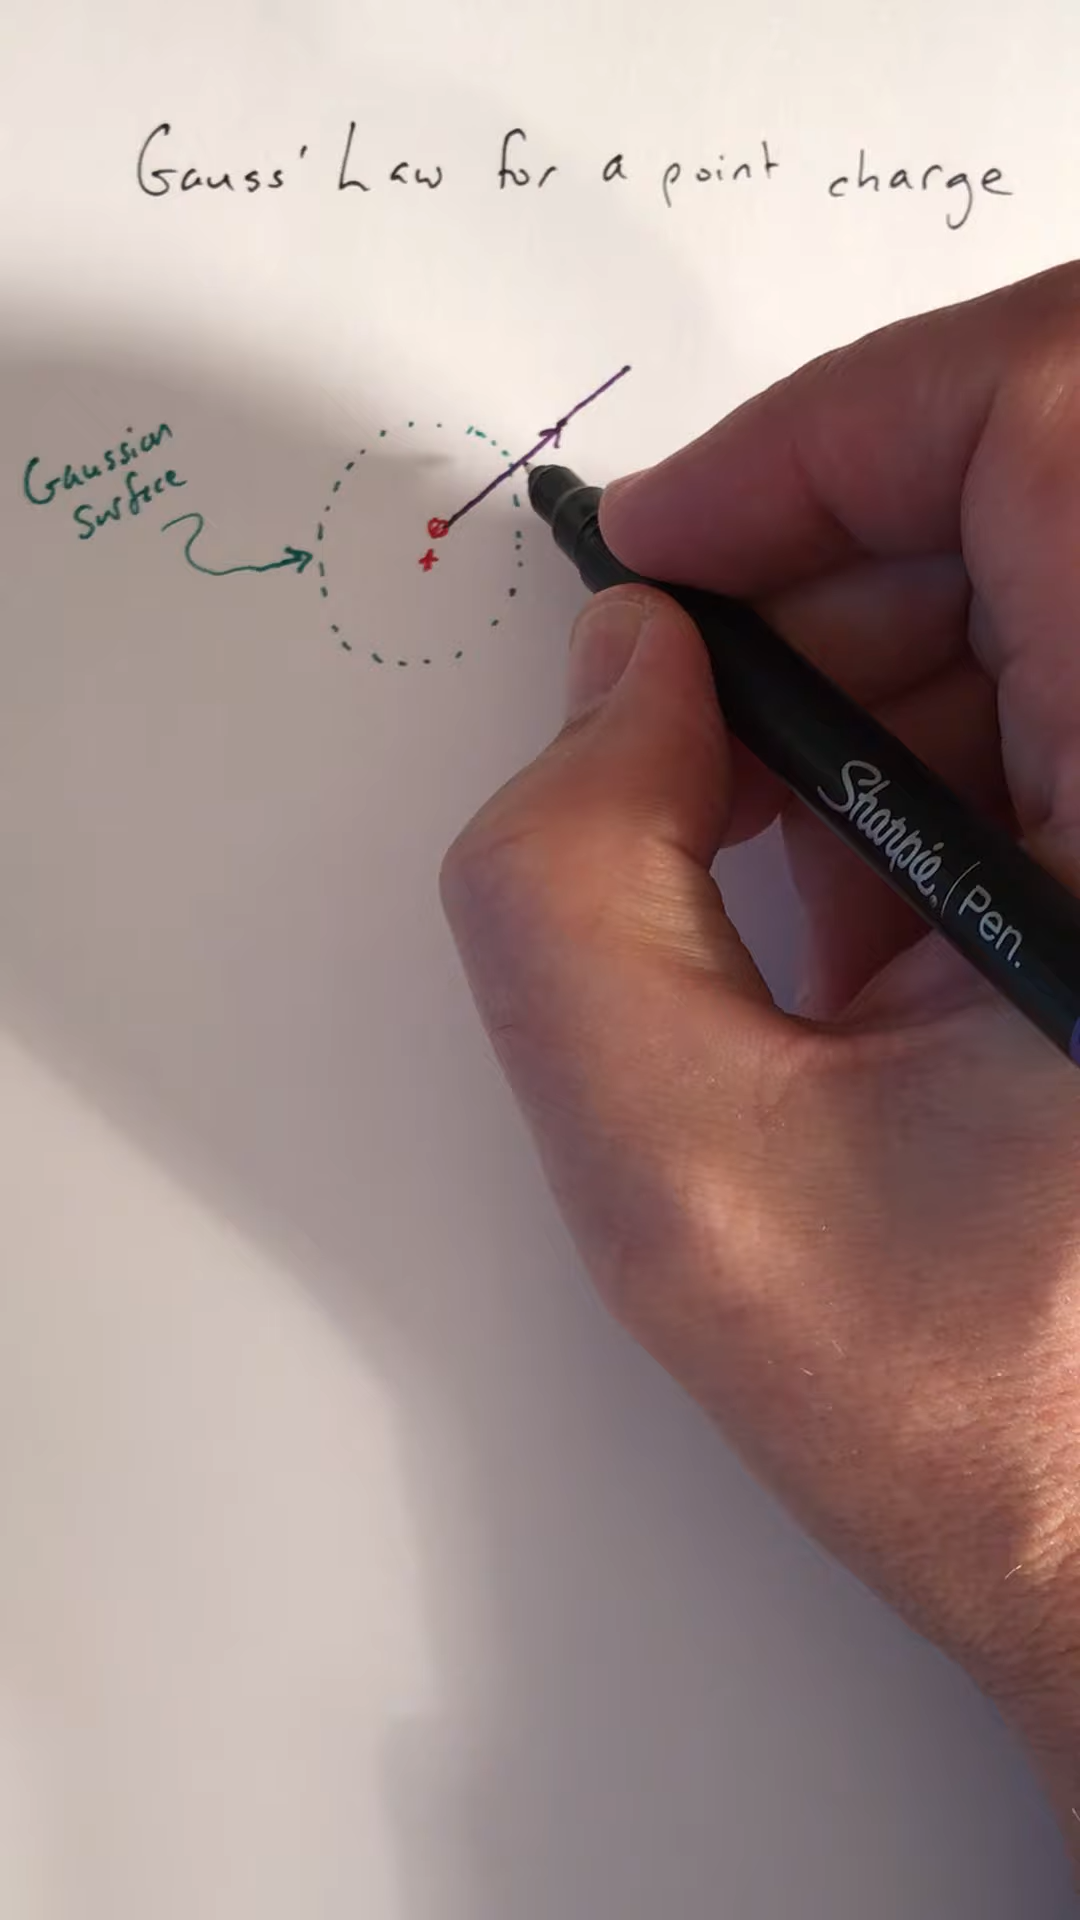 Gauss' Law for a point charge
Gaussian
Surface
+
Sharpie. | Pen.